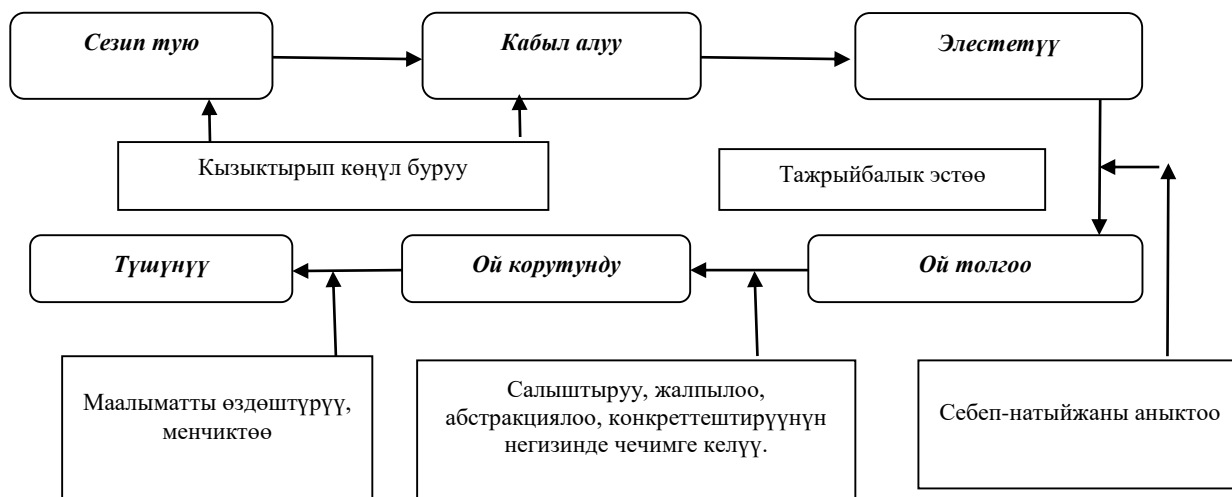 Сезип тую
Кабыл алуу
Элестетүү
Кызыктырып көңүл буруу
Тажрыйбалык эстөө
Түшүнүү
Ой корутунду
Ой толгоо
Маалыматты өздөштүрүү,
менчиктөө
Салыштыруу, жалпылоо,
абстракциялоо, конкреттештирүүнүн
негизинде чечимге келүү.
Себеп-натыйжаны аныктоо